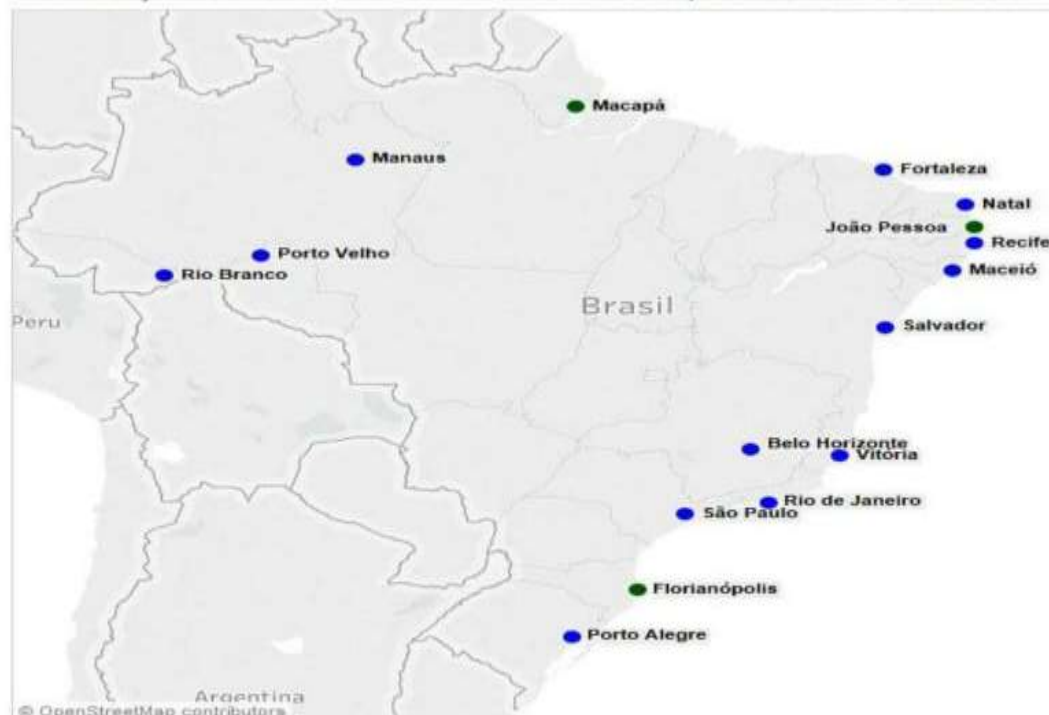 Macapá
Manaus
Fortaleza
Natal
João Pessoa
Recife
Porto Velho
Rio Branco
Maceió
Brasil
Peru
Salvador
Belo Horizonte
Vitória
Rio de Janeiro
São Paulo
Florianópolis
Porto Alegre
Argentina
© OpenStreetMap contributors